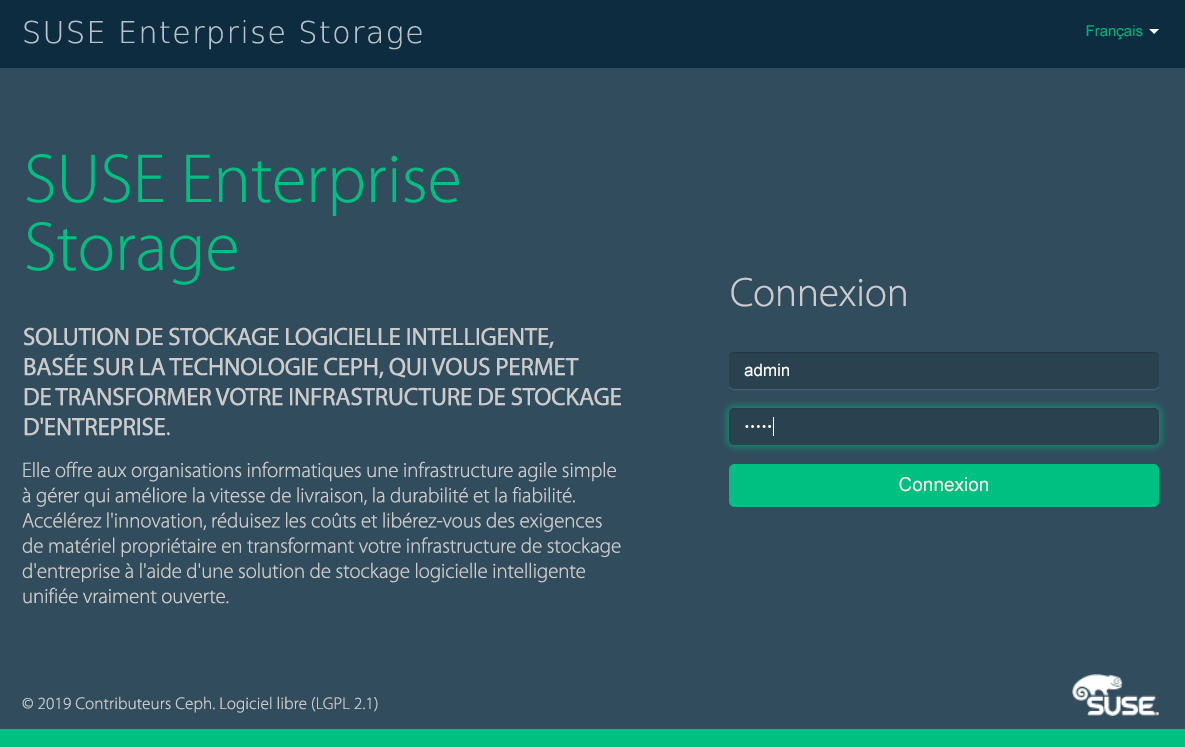 SUSE Enterprise Storage
Français
SUSE Enterprise
Storage
SOLUTION DE STOCKAGE LOGICIELLE INTELLIGENTE,
BASÉE SUR LA TECHNOLOGIE CEPH, QUI VOUS PERMET
DE TRANSFORMER VOTRE INFRASTRUCTURE DE STOCKAGE
D'ENTREPRISE.
Elle offre aux organisations informatiques une infrastructure agile simple
à gérer qui améliore la vitesse de livraison, la durabilité et la fiabilité.
Accélérez l'innovation, réduisez les coûts et libérez-vous des exigences
de matériel propriétaire en transformant votre infrastructure de stockage
d'entreprise à l'aide d'une solution de stockage logicielle intelligente
unifiée vraiment ouverte.
Connexion
admin
•••••
Connexion
© 2019 Contributeurs Ceph. Logiciel libre (LGPL 2.1)
SUSE.